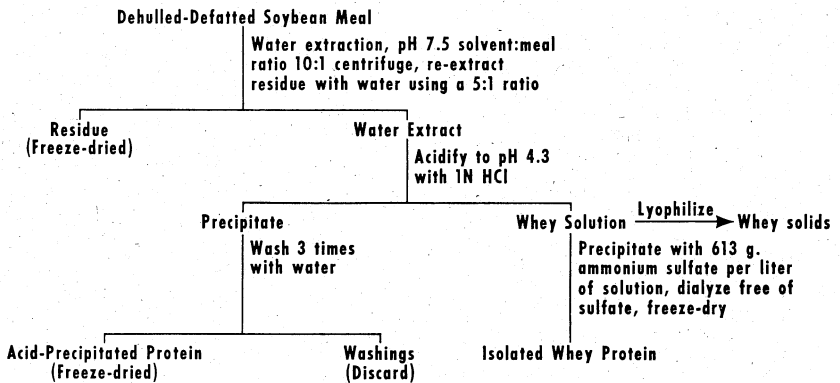 Dehulled-Defatted Soybean Meal
Water extraction, pH 7.5 solvent:meal
ratio 10:1 centrifuge, re-extract
residue with water using a 5:1 ratio
Residue
(Freeze-dried)
Water Extract
Acidify to pH 4.3
with 1N HCl
Precipitate
Whey Solution
Lyophilize
Whey solids
Wash 3 times
with water
Precipitate with 613 g.
ammonium sulfate per liter
of solution, dialyze free of
sulfate, freeze-dry
Acid-Precipitated Protein
(Freeze-dried)
Washings
(Discard)
Isolated Whey Protein